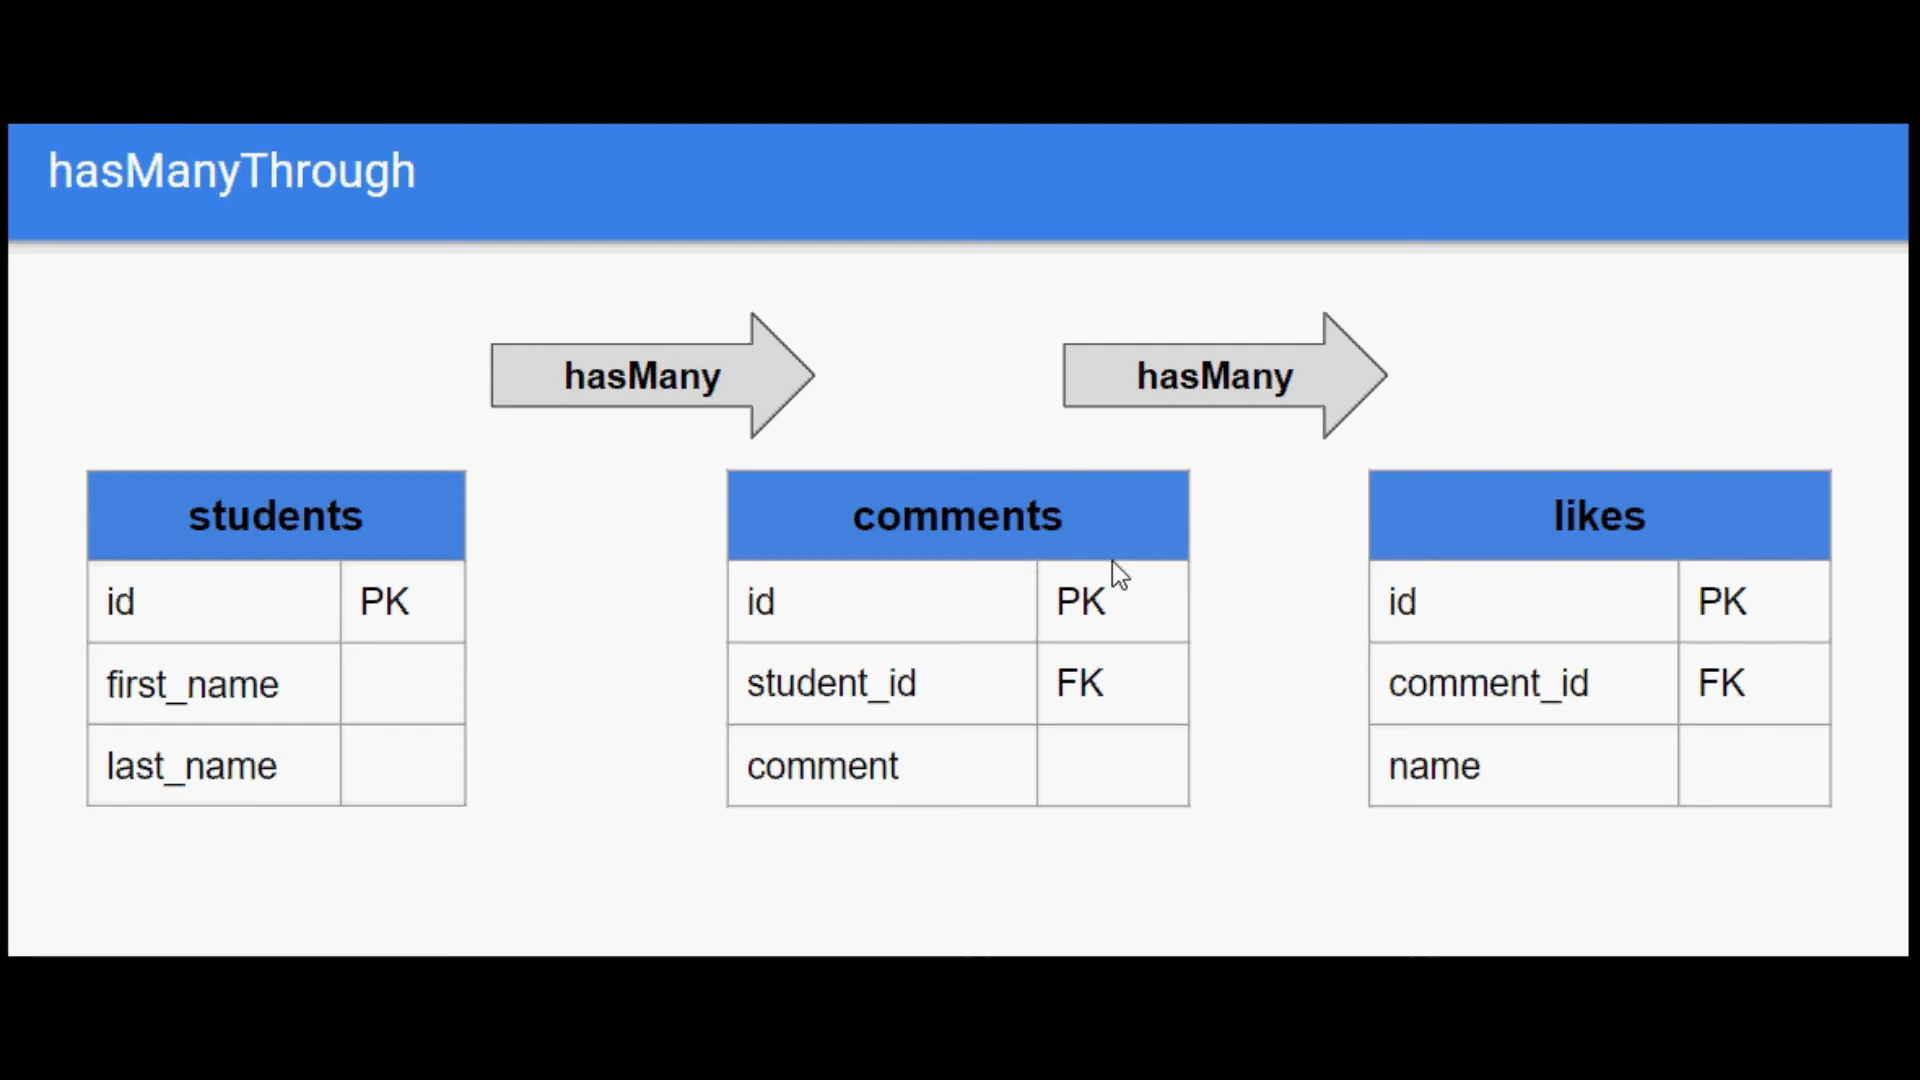 hasManyThrough
hasMany
hasMany
students
id PK
first_name
last_name
comments
id PK
student_id FK
comment
likes
id PK
comment_id FK
name